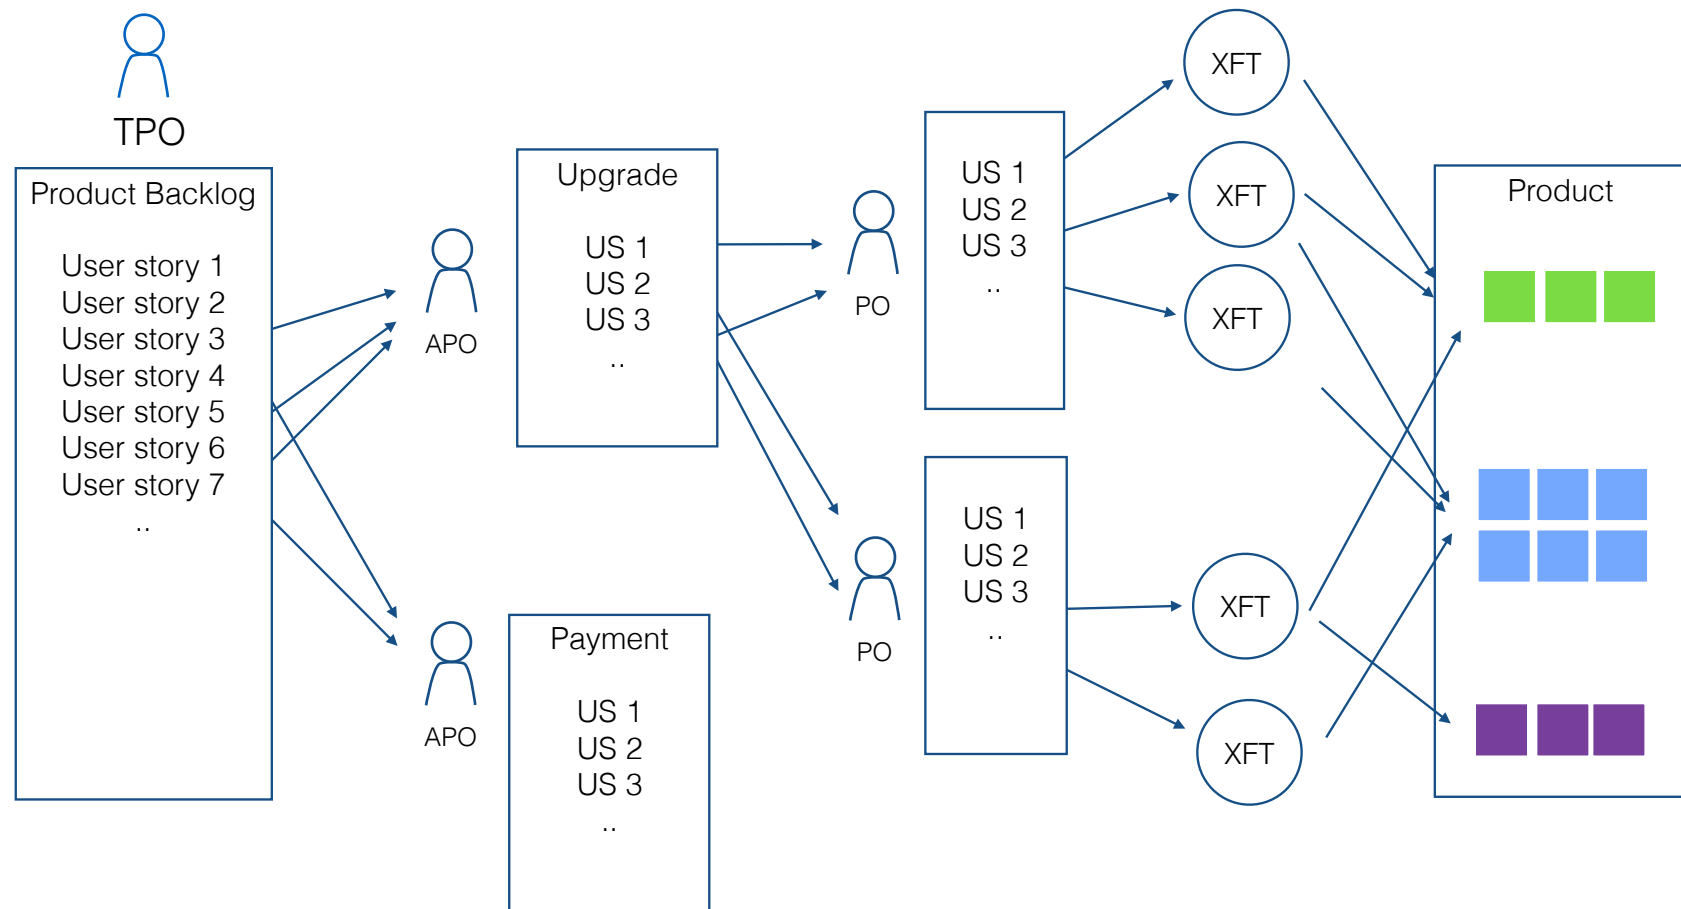 TPO
Product Backlog
User story 1
User story 2
User story 3
User story 4
User story 5
User story 6
User story 7
..
APO
APO
Upgrade
US 1
US 2
US 3
..
Payment
US 1
US 2
US 3
..
PO
PO
US 1
US 2
US 3
..
US 1
US 2
US 3
..
XFT
XFT
XFT
XFT
XFT
Product